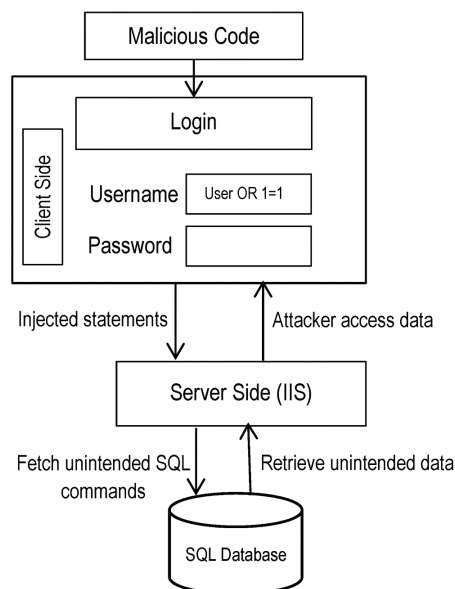 Malicious Code
Login
Client Side
Username
User OR 1=1
Password
Injected statements
Attacker access data
Server Side (IIS)
Fetch unintended SQL
commands
Retrieve unintended data
SQL Database